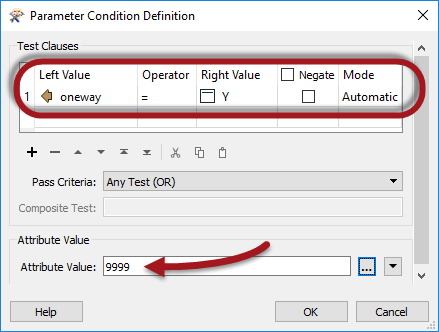 Parameter Condition Definition
Test Clauses
Left Value Operator Right Value Negate Mode
1 oneway = Y Automatic
Pass Criteria: Any Test (OR)
Composite Test:
Attribute Value
Attribute Value: 9999 ...
Help OK Cancel